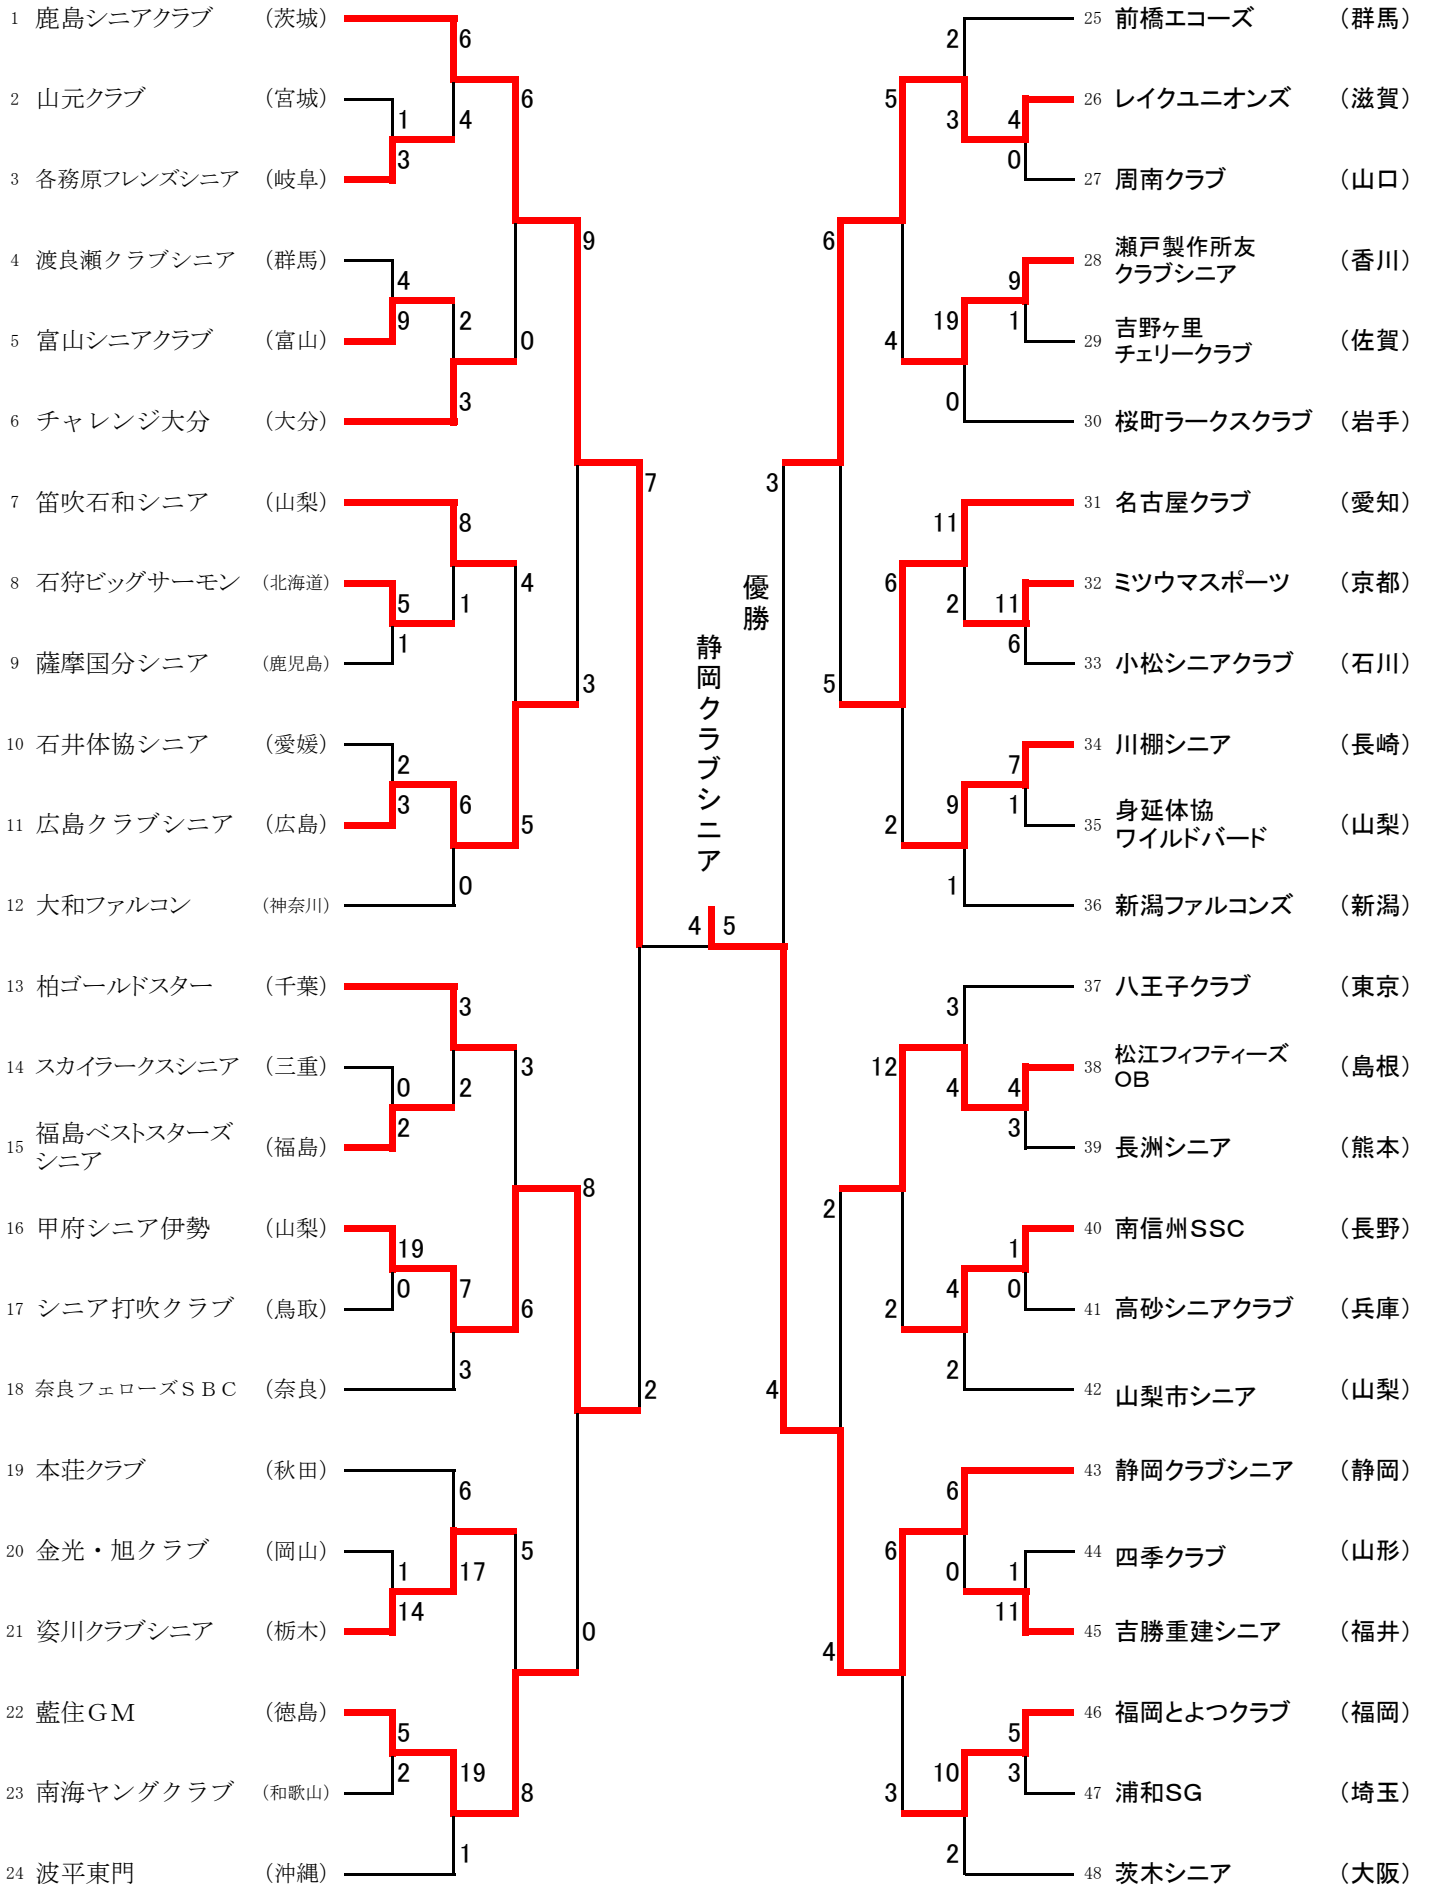 1 鹿島シニアクラブ （茨城）
2 山元クラブ （宮城）
3 各務原フレンズシニア （岐阜）
4 渡良瀬クラブシニア （群馬）
5 富山シニアクラブ （富山）
6 チャレンジ大分 （大分）
7 笛吹石和シニア （山梨）
8 石狩ビッグサーモン （北海道）
9 薩摩国分シニア （鹿児島）
10 石井体協シニア （愛媛）
11 広島クラブシニア （広島）
12 大和ファルコン （神奈川）
13 柏ゴールドスター （千葉）
14 スカイラークスシニア （三重）
15 福島ベストスターズ
シニア （福島）
16 甲府シニア伊勢 （山梨）
17 シニア打吹クラブ （鳥取）
18 奈良フェローズＳＢＣ （奈良）
19 本荘クラブ （秋田）
20 金光・旭クラブ （岡山）
21 姿川クラブシニア （栃木）
22 藍住ＧＭ （徳島）
23 南海ヤングクラブ （和歌山）
24 波平東門 （沖縄）
1
3
4
9
5
1
2
3
0
2
19
0
1
14
5
2
6
4
2
3
8
1
6
0
3
2
7
3
6
17
19
1
6
0
4
5
3
6
5
8
9
3
8
0
7
2
4 5
優勝
静岡クラブシニア
3
4
6
5
2
4
5
4
6
2
12
2
6
3
2
3
19
0
11
2
9
1
3
4
4
2
6
0
10
2
4
0
9
1
11
6
7
1
4
3
1
0
1
11
5
3
25 前橋エコーズ （群馬）
26 レイクユニオンズ （滋賀）
27 周南クラブ （山口）
28 瀬戸製作所友
クラブシニア （香川）
29 吉野ヶ里
チェリークラブ （佐賀）
30 桜町ラークスクラブ （岩手）
31 名古屋クラブ （愛知）
32 ミツウマスポーツ （京都）
33 小松シニアクラブ （石川）
34 川棚シニア （長崎）
35 身延体協
ワイルドバード （山梨）
36 新潟ファルコンズ （新潟）
37 八王子クラブ （東京）
38 松江フィフティーズ
ＯＢ （島根）
39 長洲シニア （熊本）
40 南信州SSC （長野）
41 高砂シニアクラブ （兵庫）
42 山梨市シニア （山梨）
43 静岡クラブシニア （静岡）
44 四季クラブ （山形）
45 吉勝重建シニア （福井）
46 福岡とよつクラブ （福岡）
47 浦和SG （埼玉）
48 茨木シニア （大阪）